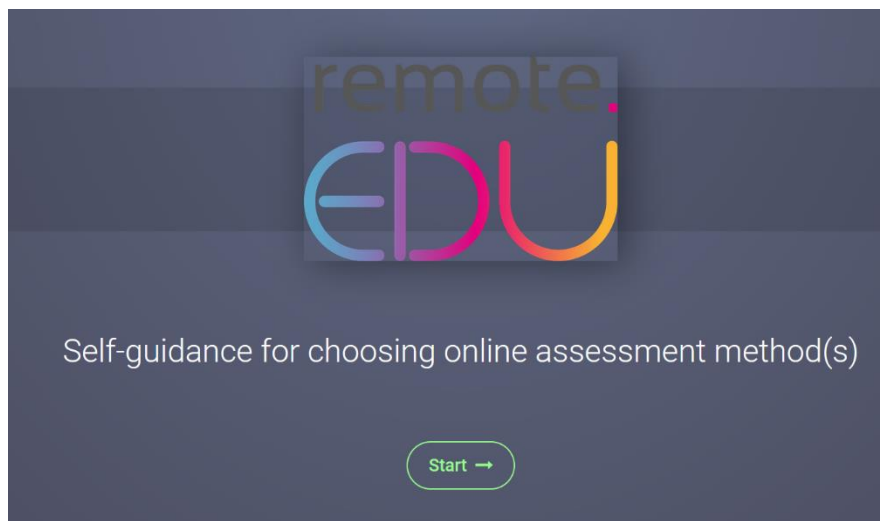 remote.
EDU
Self-guidance for choosing online assessment method(s)
Start →